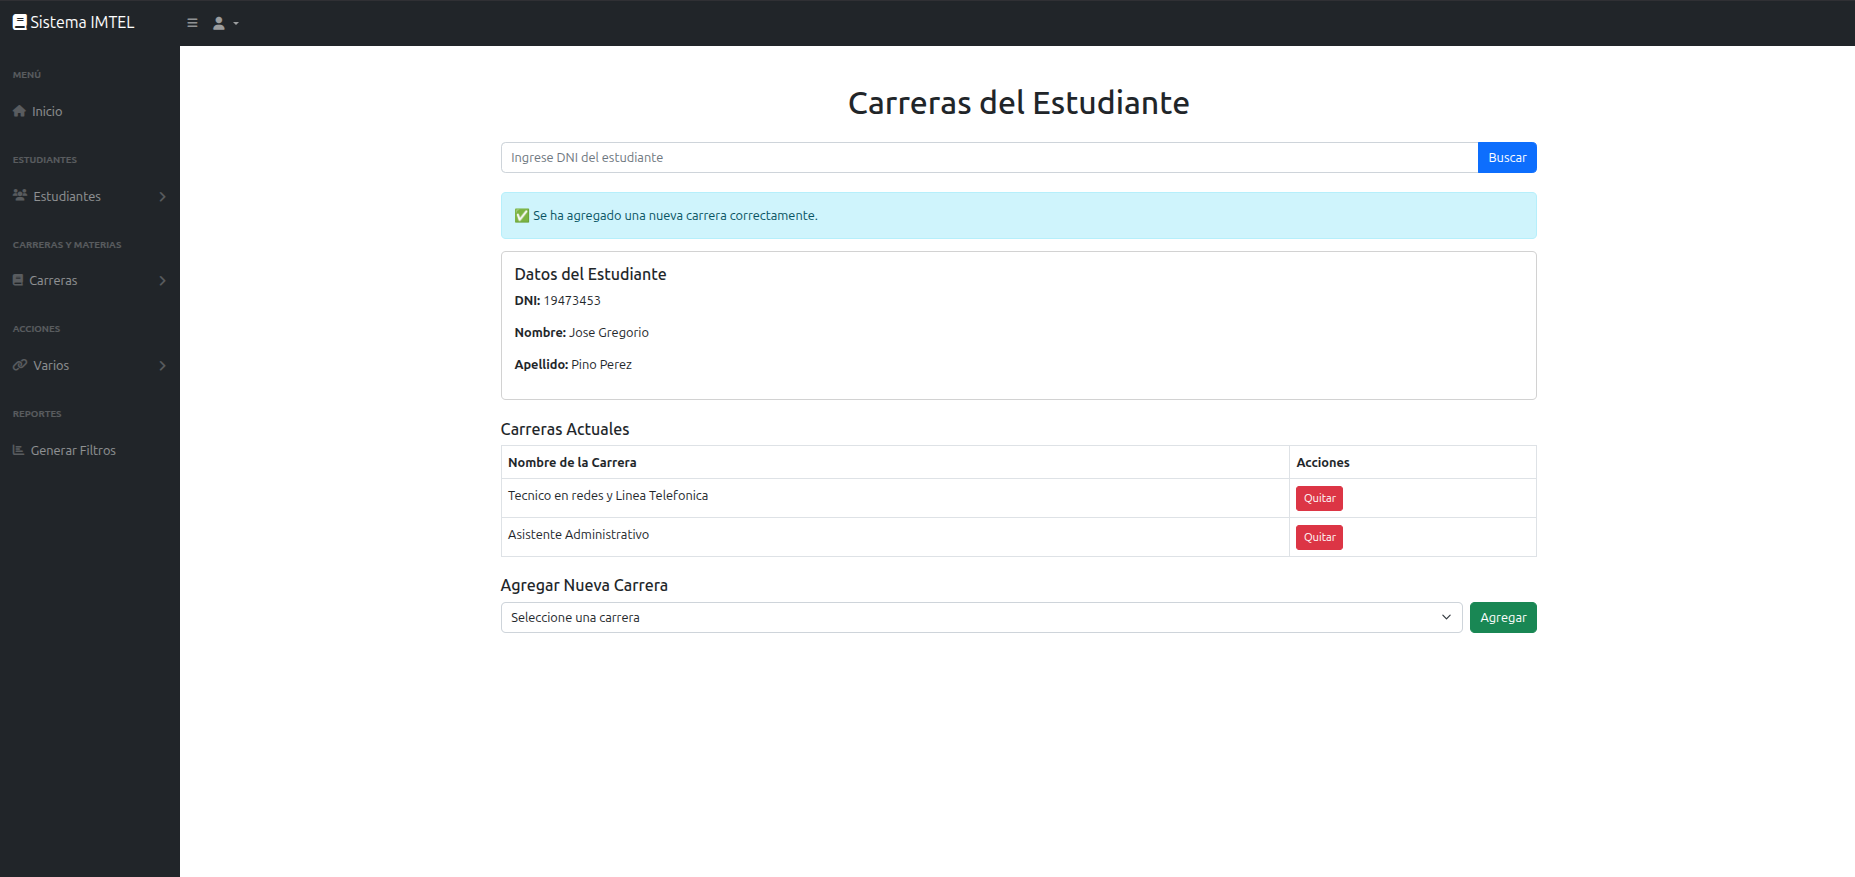 Sistema IMTEL
MENÚ
Inicio
ESTUDIANTES
Estudiantes
CARRERAS Y MATERIAS
Carreras
ACCIONES
Varios
REPORTES
Generar Filtros
Carreras del Estudiante
Ingrese DNI del estudiante
Buscar
✅ Se ha agregado una nueva carrera correctamente.
Datos del Estudiante
DNI: 19473453
Nombre: Jose Gregorio
Apellido: Pino Perez
Carreras Actuales
Nombre de la Carrera Acciones
Tecnico en redes y Linea Telefonica Quitar
Asistente Administrativo Quitar
Agregar Nueva Carrera
Seleccione una carrera Agregar